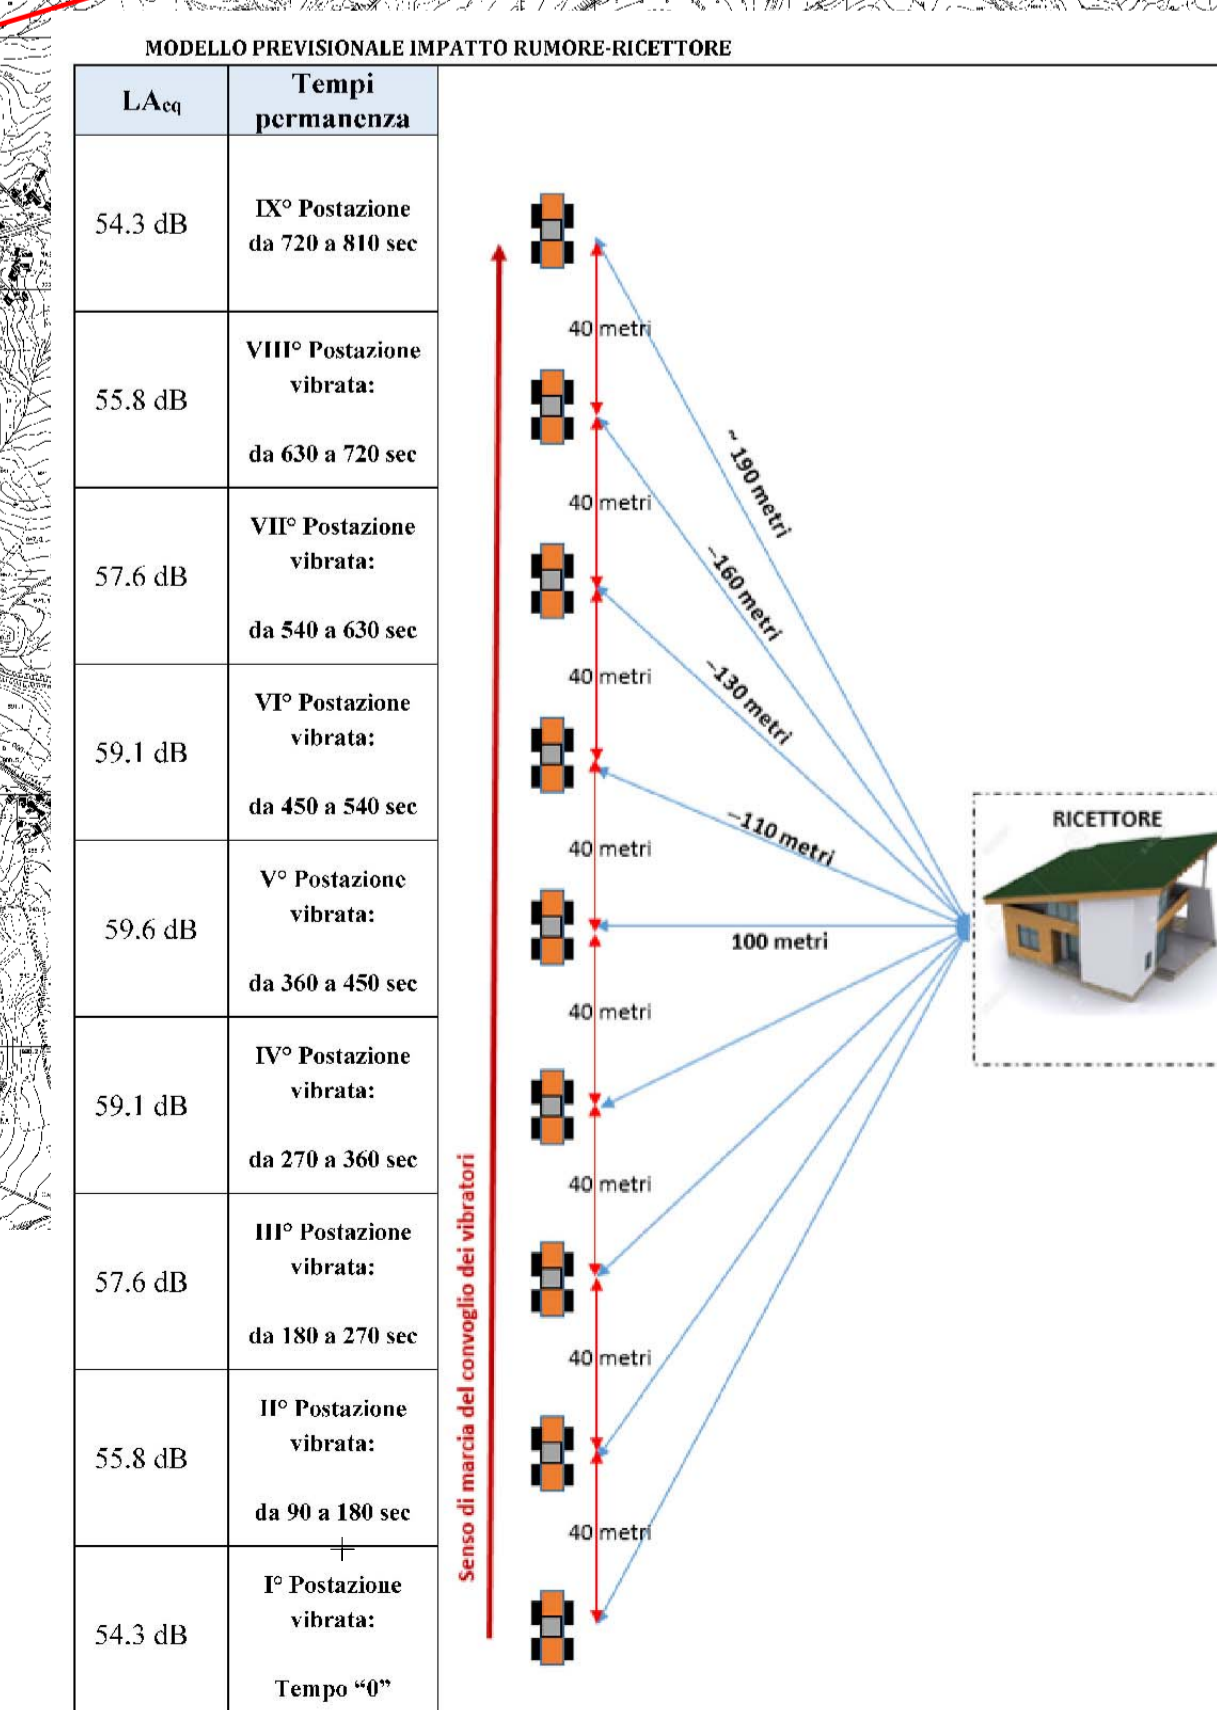 MODELLO PREVISIONALE IMPATTO RUMORE-RICETTORE
LAeq
Tempi
permanenza
54.3 dB
IX° Postazione
da 720 a 810 sec
55.8 dB
VIII° Postazione
vibrata:
da 630 a 720 sec
57.6 dB
VII° Postazione
vibrata:
da 540 a 630 sec
59.1 dB
VI° Postazione
vibrata:
da 450 a 540 sec
59.6 dB
V° Postazione
vibrata:
da 360 a 450 sec
59.1 dB
IV° Postazione
vibrata:
da 270 a 360 sec
57.6 dB
III° Postazione
vibrata:
da 180 a 270 sec
55.8 dB
II° Postazione
vibrata:
da 90 a 180 sec
54.3 dB
I° Postazione
vibrata:
Tempo “0”
Senso di marcia del convoglio dei vibratori
40 metri
40 metri
40 metri
40 metri
40 metri
40 metri
40 metri
40 metri
~ 190 metri
~160 metri
~130 metri
~110 metri
100 metri
RICETTORE